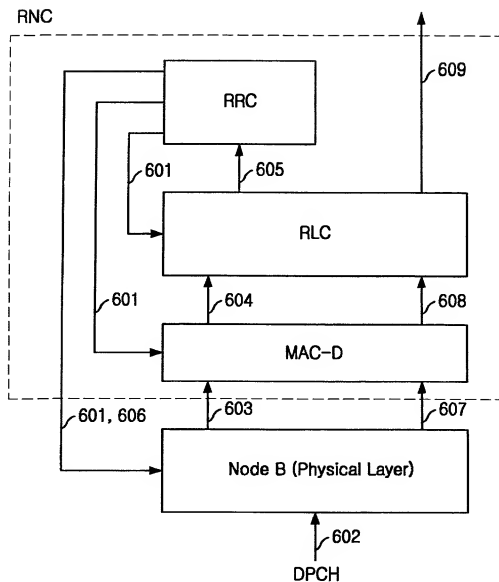 RNC
609
RRC
601
605
RLC
601
604
608
MAC-D
601, 606
603
607
Node B (Physical Layer)
602
DPCH